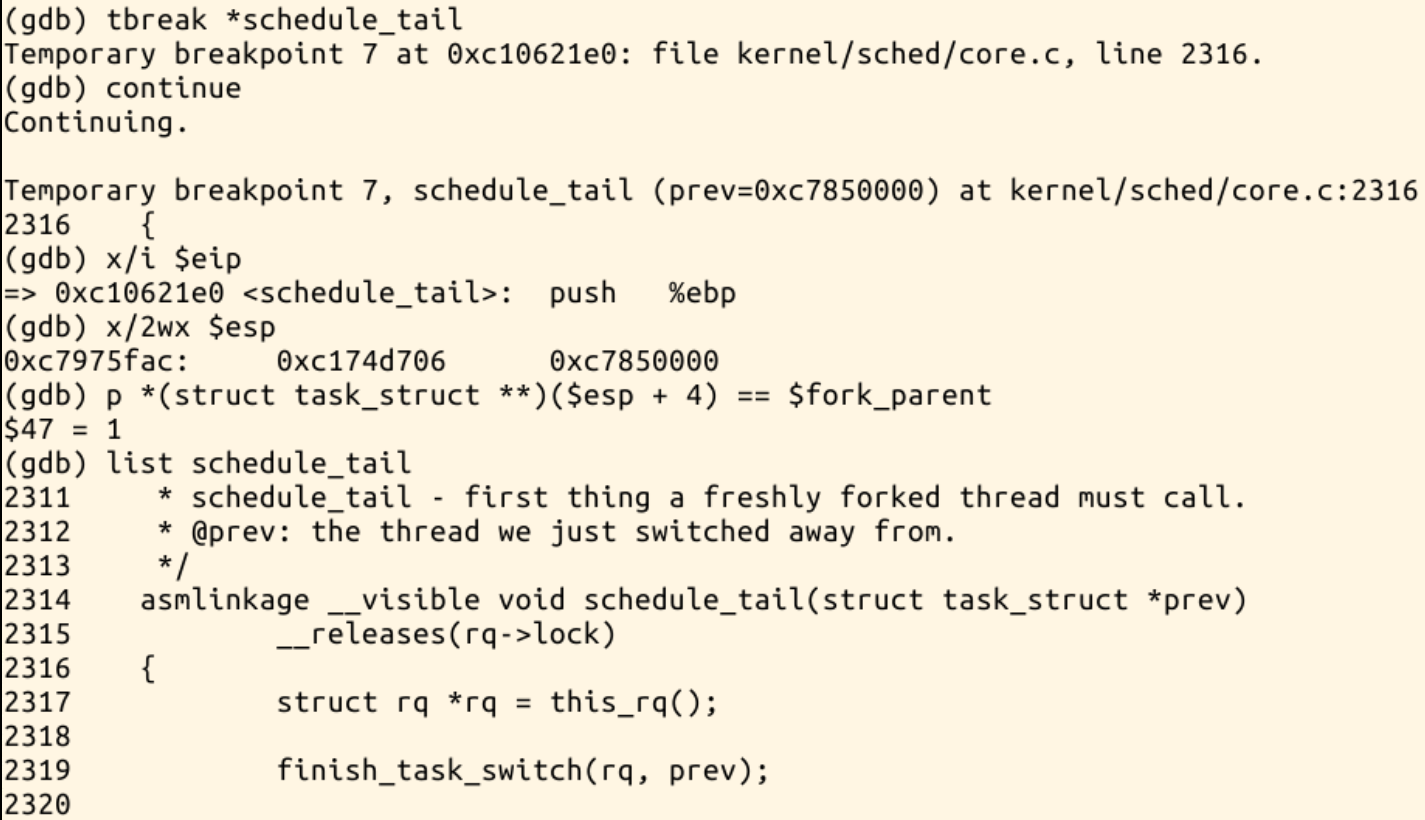 (gdb) tbreak *schedule_tail
Temporary breakpoint 7 at 0xc10621e0: file kernel/sched/core.c, line 2316.
(gdb) continue
Continuing.
Temporary breakpoint 7, schedule_tail (prev=0xc7850000) at kernel/sched/core.c:2316
2316    {
(gdb) x/i $eip
=> 0xc10621e0 <schedule_tail>:  push   %ebp
(gdb) x/2wx $esp
0xc7975fac:     0xc174d706      0xc7850000
(gdb) p *(struct task_struct **)($esp + 4) == $fork_parent
$47 = 1
(gdb) list schedule_tail
2311     * schedule_tail - first thing a freshly forked thread must call.
2312     * @prev: the thread we just switched away from.
2313     */
2314    asmlinkage __visible void schedule_tail(struct task_struct *prev)
2315            __releases(rq->lock)
2316    {
2317            struct rq *rq = this_rq();
2318
2319            finish_task_switch(rq, prev);
2320